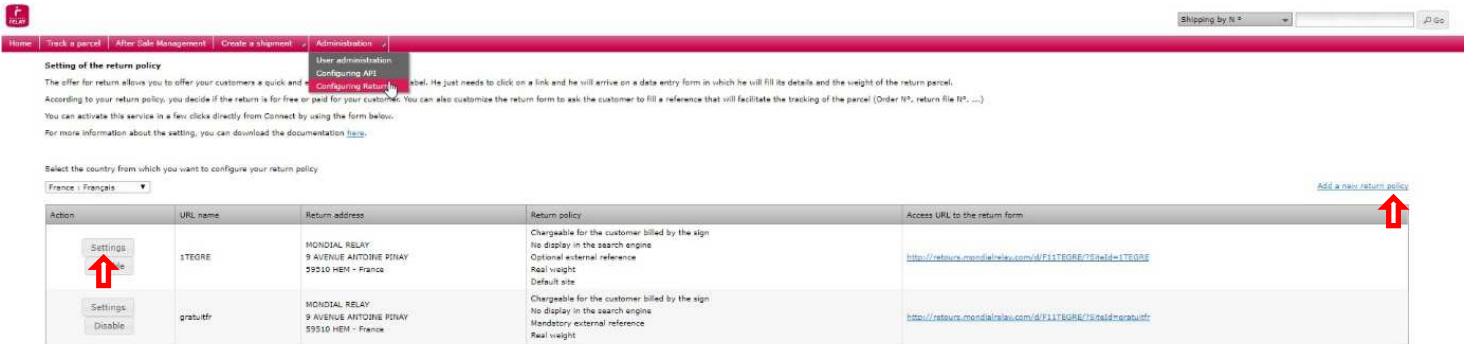 RELAY
Shipping by N °
Go
Home Track a parcel After Sale Management Create a shipment Administration
User administration
Configuring API
Configuring Return
Setting of the return policy
The offer for return allows you to offer your customers a quick and abel. He just needs to click on a link and he will arrive on a data entry form in which he will fill its details and the weight of the return parcel.
According to your return policy, you decide if the return is for free or paid for your customer. You can also customize the return form to ask the customer to fill a reference that will facilitate the tracking of the parcel (Order N°, return file N°, ...)
You can activate this service in a few clicks directly from Connect by using the form below.
For more information about the setting, you can download the documentation here.
Select the country from which you want to configure your return policy
France : Français
Add a new return policy
Action URL name Return address Return policy Access URL to the return form
Settings
1TEGRE
MONDIAL RELAY
9 AVENUE ANTOINE PINAY
59510 HEM - France
Chargeable for the customer billed by the sign
No display in the search engine
Optional external reference
Real weight
Default site
http://retours.mondialrelay.com/d/F11TEGRE/?SiteId=1TEGRE
Settings
Disable
gratuitfr
MONDIAL RELAY
9 AVENUE ANTOINE PINAY
59510 HEM - France
Chargeable for the customer billed by the sign
No display in the search engine
Mandatory external reference
Real weight
http://retours.mondialrelay.com/d/F11TEGRE/?SiteId=gratuitfr